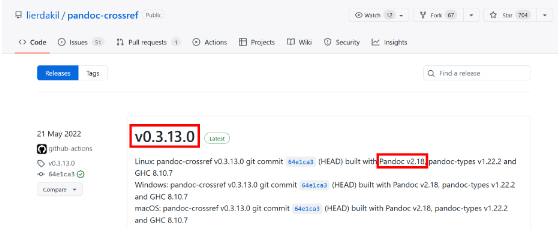 lierdakil / pandoc-crossref Public
Watch 12 Fork 67 Star 704
Code Issues 51 Pull requests 4 Actions Projects Wiki Security Insights
Releases Tags Find a release
21 May 2022
github-actions
v0.3.13.0
64e1ca3
Compare
v0.3.13.0 Latest
Linux: pandoc-crossref v0.3.13.0 git commit 64e1ca3 (HEAD) built with Pandoc v2.18, pandoc-types v1.22.2 and
GHC 8.10.7
Windows: pandoc-crossref v0.3.13.0 git commit 64e1ca3 (HEAD) built with Pandoc v2.18, pandoc-types v1.22.2
and GHC 8.10.7
macOS: pandoc-crossref v0.3.13.0 git commit 64e1ca3 (HEAD) built with Pandoc v2.18, pandoc-types v1.22.2
and GHC 8.10.7